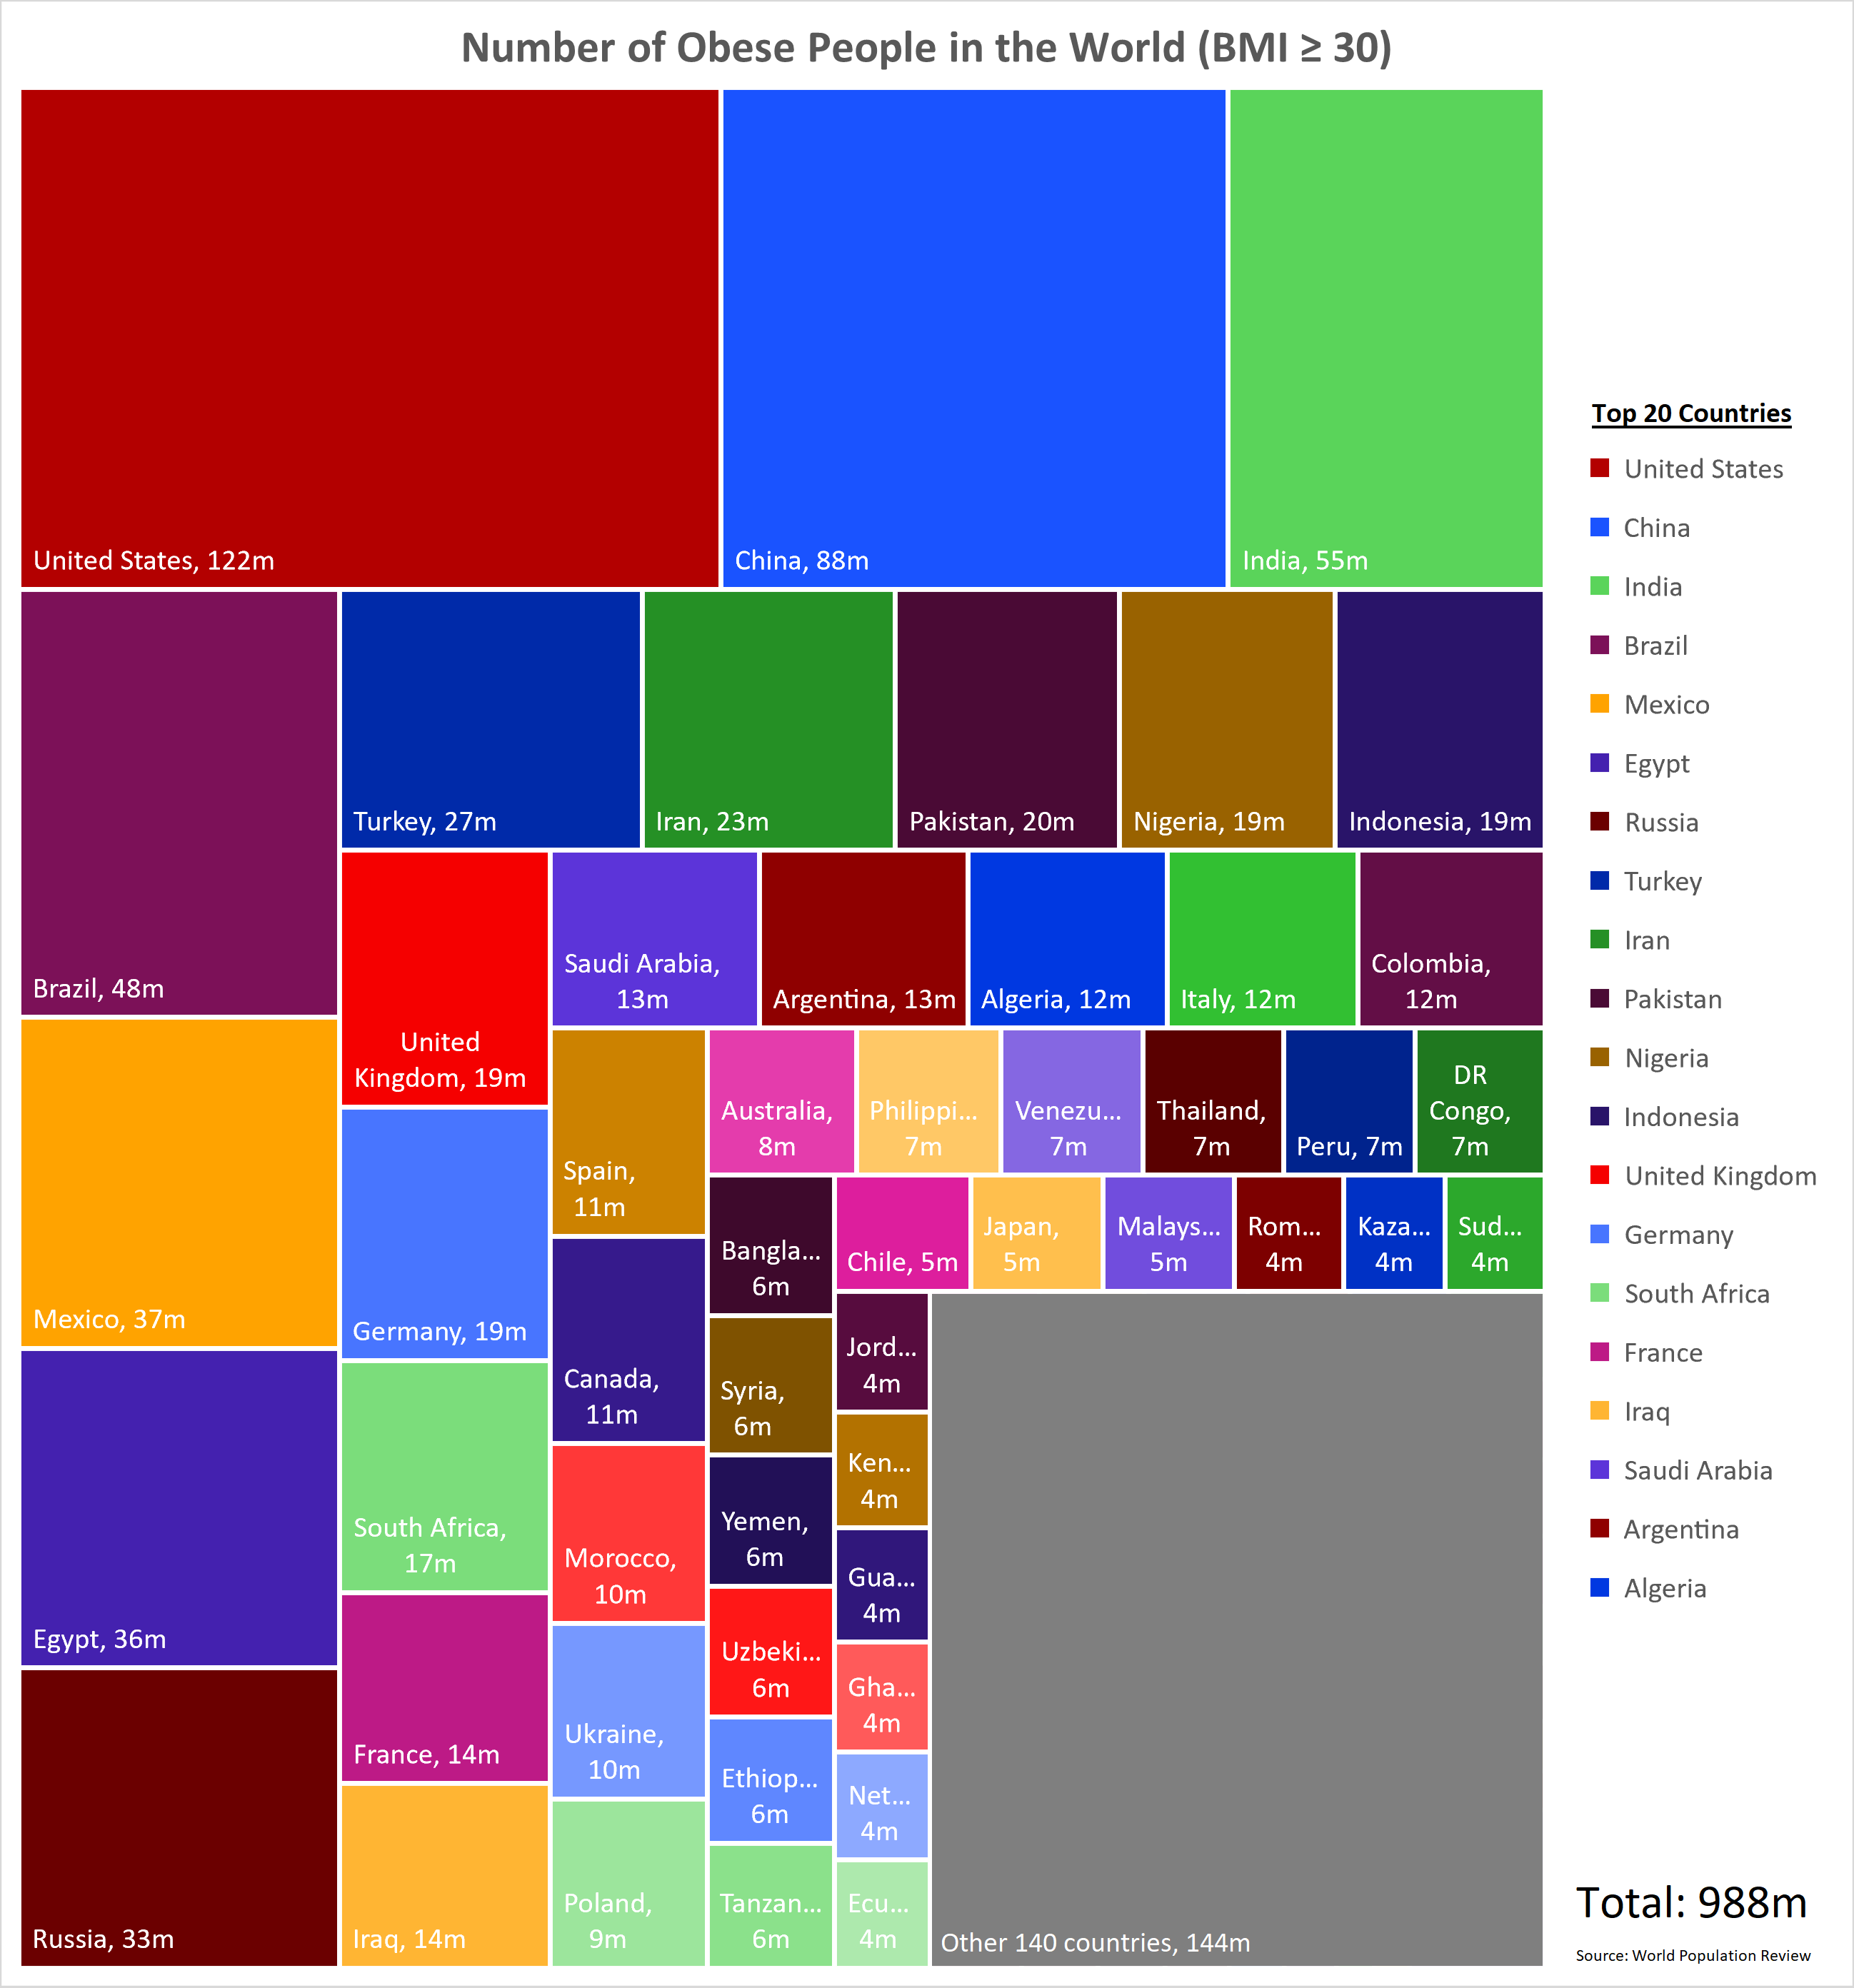 Number of Obese People in the World (BMI ≥ 30)
United States, 122m
China, 88m
India, 55m
Brazil, 48m
Mexico, 37m
Egypt, 36m
Russia, 33m
Turkey, 27m
Iran, 23m
Pakistan, 20m
Nigeria, 19m
Indonesia, 19m
United
Kingdom, 19m
Germany, 19m
South Africa,
17m
France, 14m
Iraq, 14m
Saudi Arabia,
13m
Argentina, 13m
Algeria, 12m
Italy, 12m
Colombia,
12m
Spain,
11m
Canada,
11m
Morocco,
10m
Ukraine,
10m
Poland,
9m
Australia,
8m
Philippi...
7m
Venezu...
7m
Thailand,
7m
Peru, 7m
DR
Congo,
7m
Bangla...
6m
Syria,
6m
Yemen,
6m
Uzbeki...
6m
Ethiop...
6m
Tanzan...
6m
Chile, 5m
Japan,
5m
Malays...
5m
Rom...
4m
Kaza...
4m
Sud...
4m
Jord...
4m
Ken...
4m
Gua...
4m
Gha...
4m
Net...
4m
Ecu...
4m
Other 140 countries, 144m
Top 20 Countries
United States
China
India
Brazil
Mexico
Egypt
Russia
Turkey
Iran
Pakistan
Nigeria
Indonesia
United Kingdom
Germany
South Africa
France
Iraq
Saudi Arabia
Argentina
Algeria
Total: 988m
Source: World Population Review